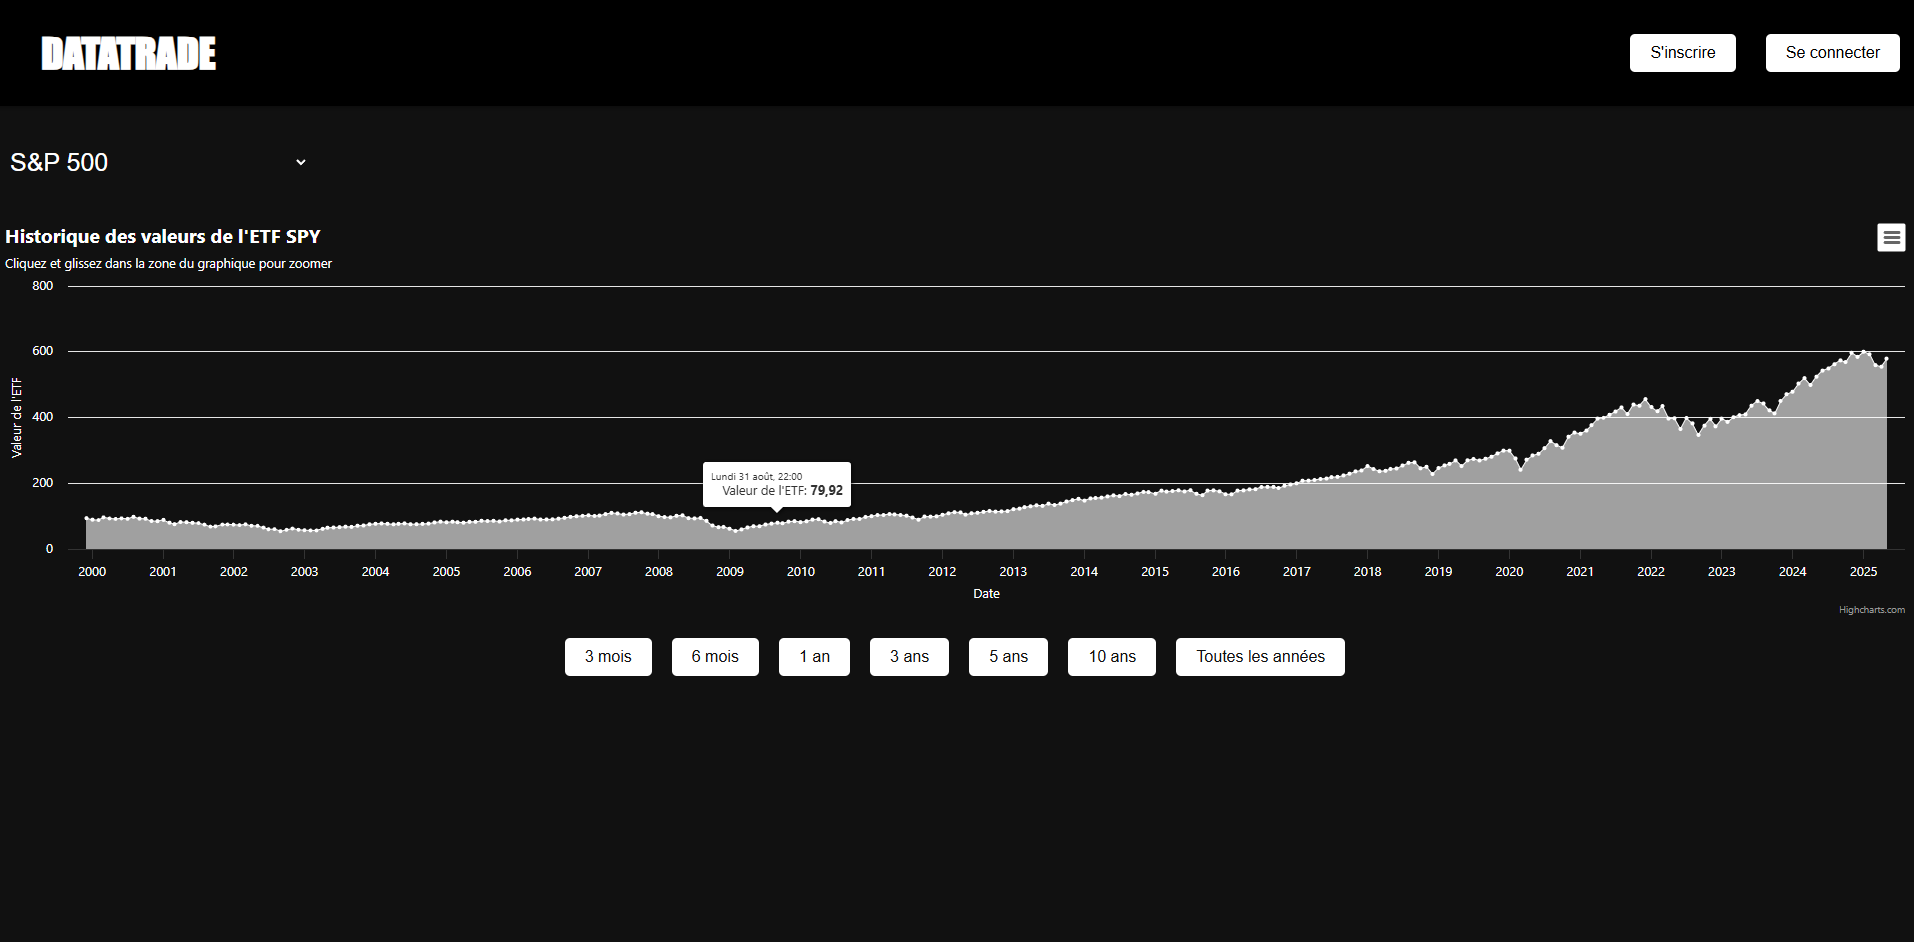 DATATRADE
S'inscrire
Se connecter
S&P 500
Historique des valeurs de l'ETF SPY
Cliquez et glissez dans la zone du graphique pour zoomer
Valeur de l'ETF
800
600
400
200
0
Lundi 31 août, 22:00
Valeur de l'ETF: 79,92
2000 2001 2002 2003 2004 2005 2006 2007 2008 2009 2010 2011 2012 2013 2014 2015 2016 2017 2018 2019 2020 2021 2022 2023 2024 2025
Date
Highcharts.com
3 mois
6 mois
1 an
3 ans
5 ans
10 ans
Toutes les années